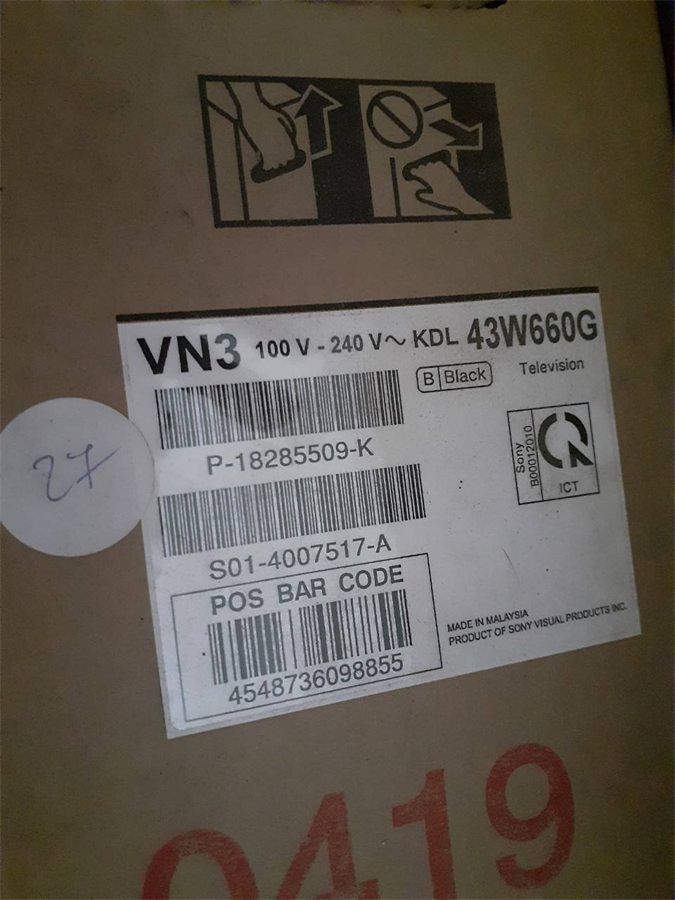 VN3 100 V - 240 V～ KDL 43W660G
B Black Television
P-18285509-K
Sony
B00012010
ICT
S01-4007517-A
POS BAR CODE
4548736098855
MADE IN MALAYSIA
PRODUCT OF SONY VISUAL PRODUCTS INC.
27
0419